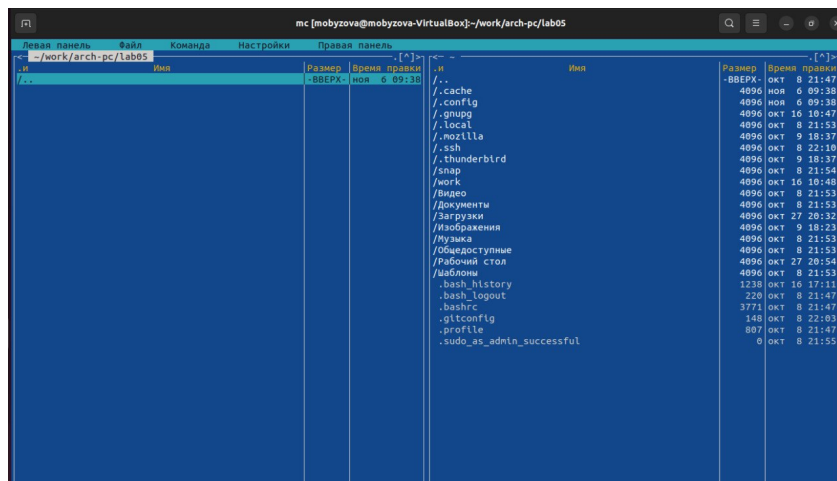 mc [mobyzova@mobyzova-VirtualBox]:~/work/arch-pc/lab05
Левая панель Файл Команда Настройки Правая панель
<— ~/work/arch-pc/lab05 .[^]>
.и Имя Размер Время правки
/.. -ВВЕРХ- ноя 6 09:38
<— ~ .[^]>
.и Имя Размер Время правки
/.. -ВВЕРХ- окт 8 21:47
/.cache 4096 ноя 6 09:38
/.config 4096 ноя 6 09:38
/.gnupg 4096 окт 16 10:47
/.local 4096 окт 8 21:53
/.mozilla 4096 окт 9 18:37
/.ssh 4096 окт 8 22:10
/.thunderbird 4096 окт 9 18:37
/snap 4096 окт 8 21:54
/work 4096 окт 16 10:48
/Видео 4096 окт 8 21:53
/Документы 4096 окт 8 21:53
/Загрузки 4096 окт 27 20:32
/Изображения 4096 окт 9 18:23
/Музыка 4096 окт 8 21:53
/Общедоступные 4096 окт 8 21:53
/Рабочий стол 4096 окт 27 20:54
/Шаблоны 4096 окт 8 21:53
.bash_history 1238 окт 16 17:11
.bash_logout 220 окт 8 21:47
.bashrc 3771 окт 8 21:47
.gitconfig 148 окт 8 22:03
.profile 807 окт 8 21:47
.sudo_as_admin_successful 0 окт 8 21:55